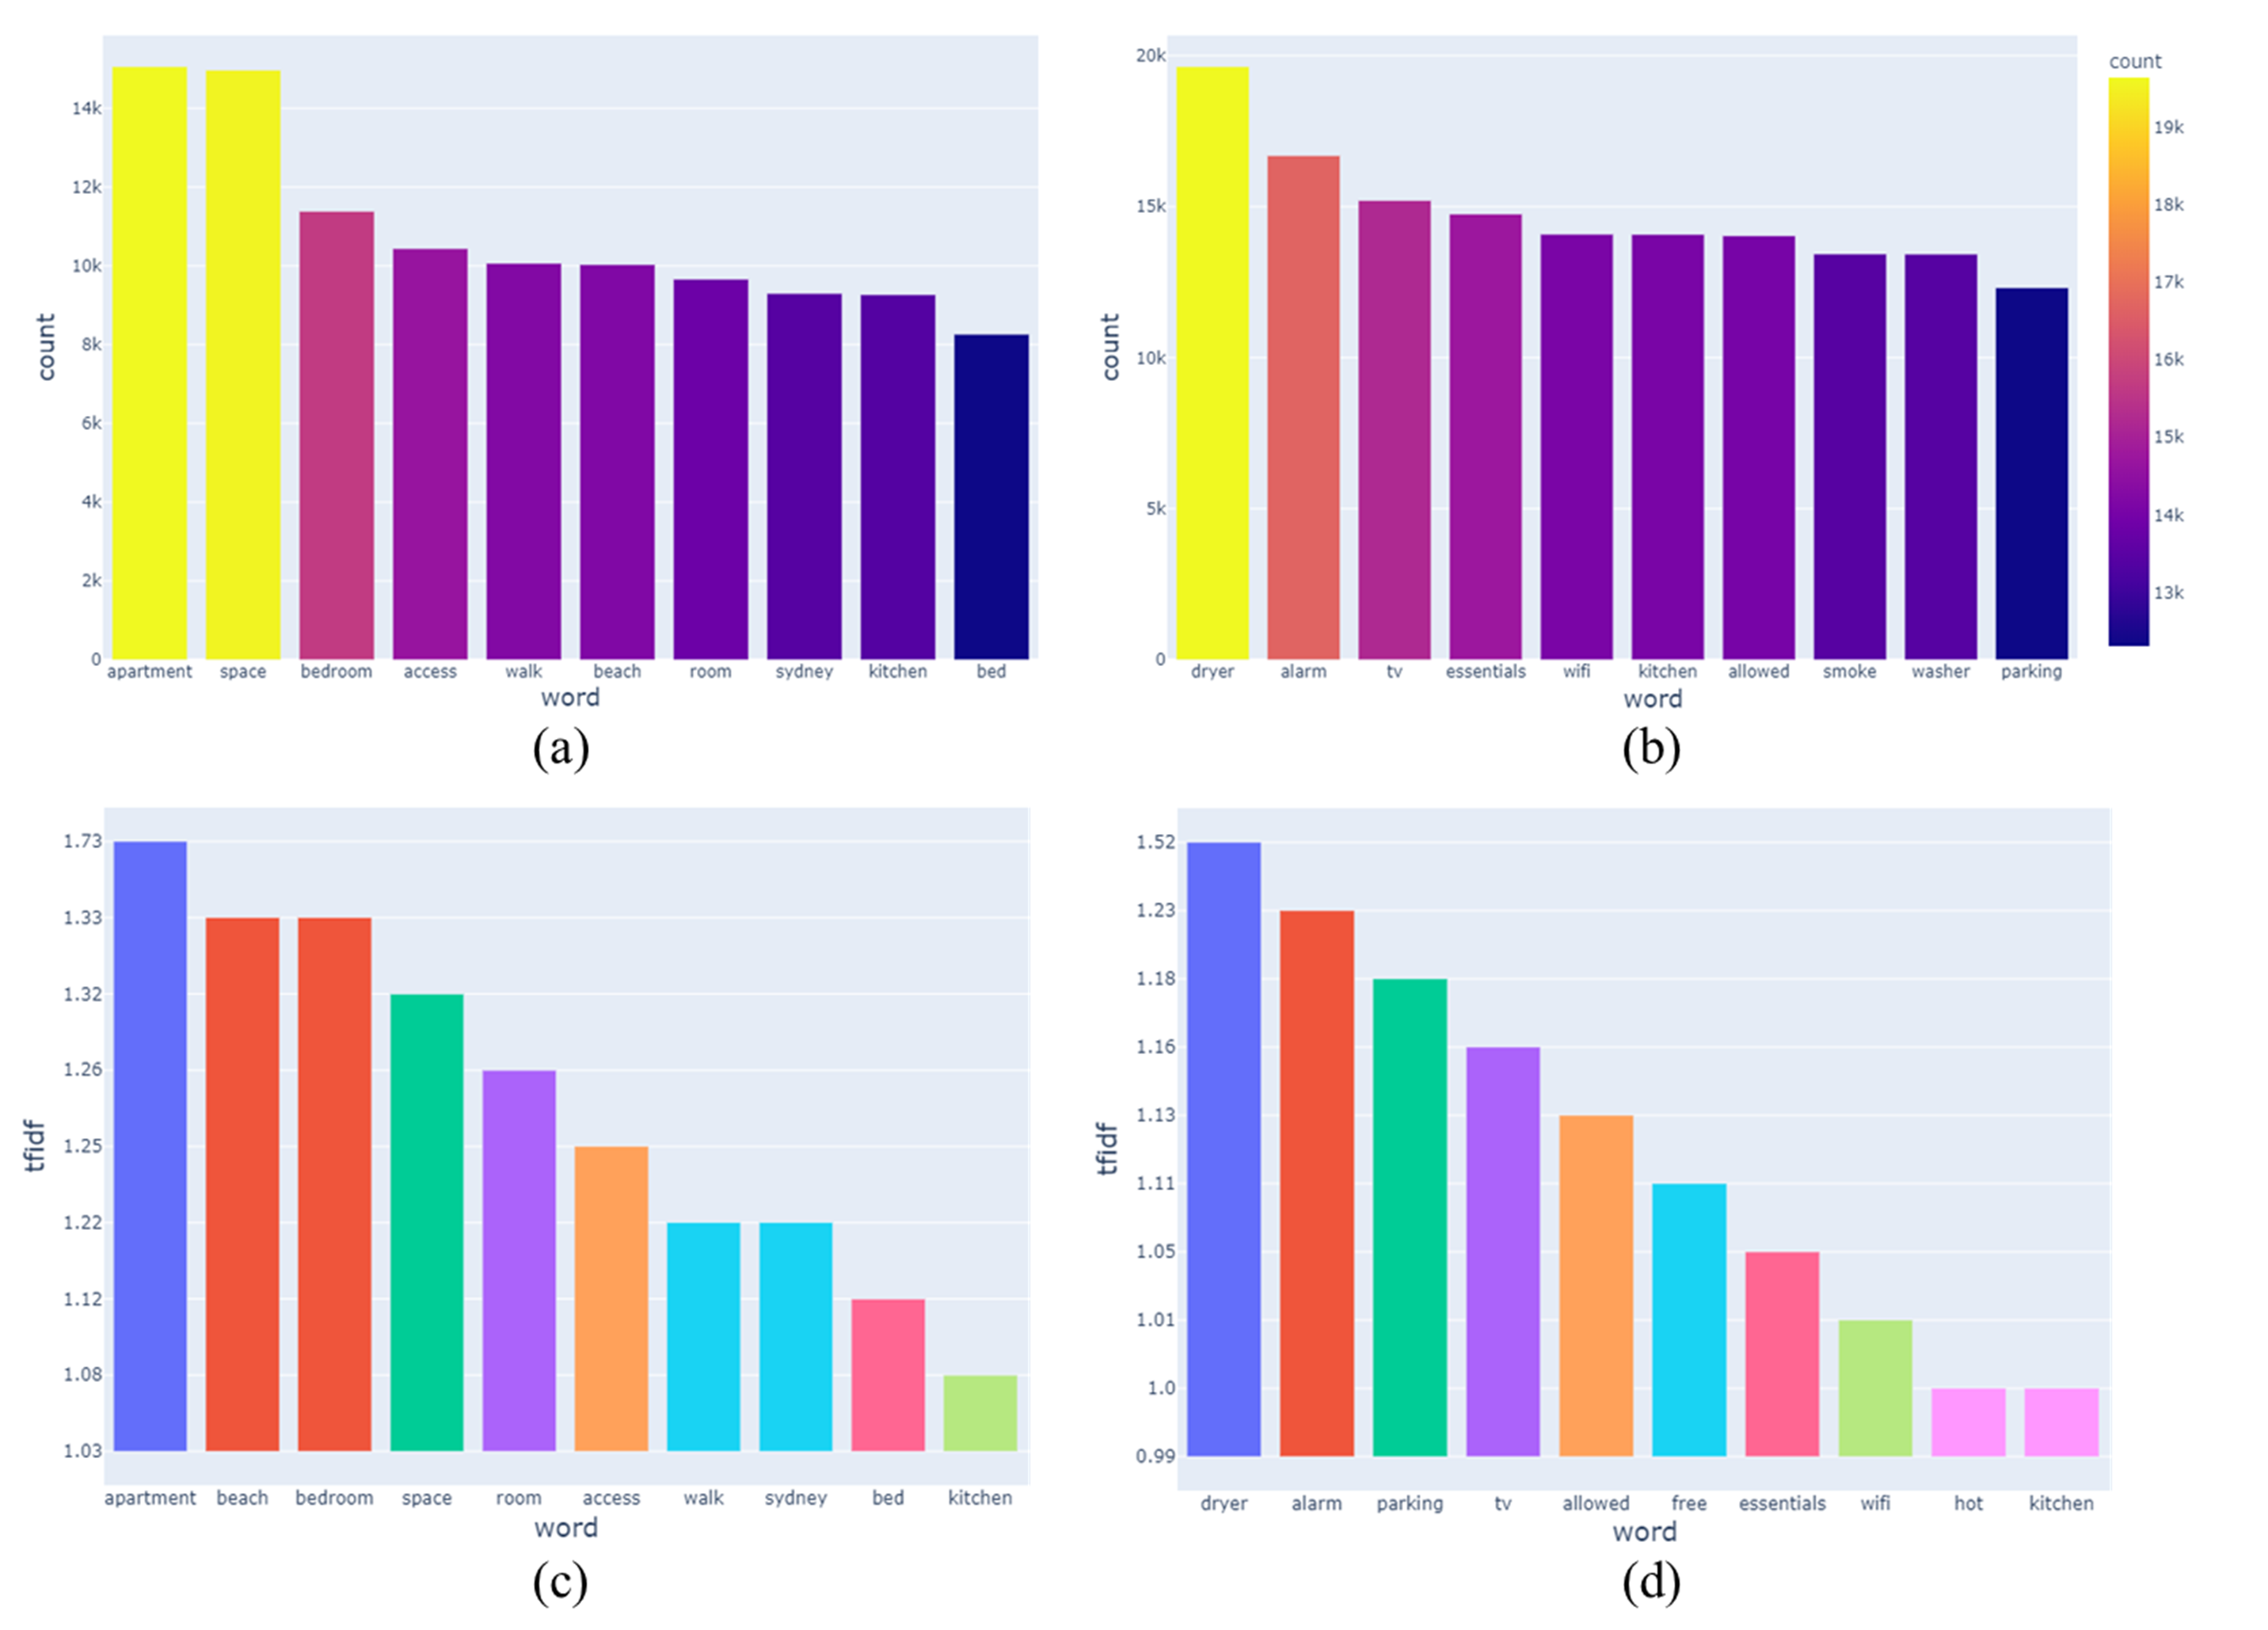 count
14k
12k
10k
8k
6k
4k
2k
0
apartment space bedroom access walk beach room sydney kitchen bed
word
(a)
count
20k
15k
10k
5k
0
dryer alarm tv essentials wifi kitchen allowed smoke washer parking
word
(b)
count
19k
18k
17k
16k
15k
14k
13k
tfidf
1.73
1.33
1.32
1.26
1.25
1.22
1.12
1.08
1.03
apartment beach bedroom space room access walk sydney bed kitchen
word
(c)
tfidf
1.52
1.23
1.18
1.16
1.13
1.11
1.05
1.01
1.0
0.99
dryer alarm parking tv allowed free essentials wifi hot kitchen
word
(d)